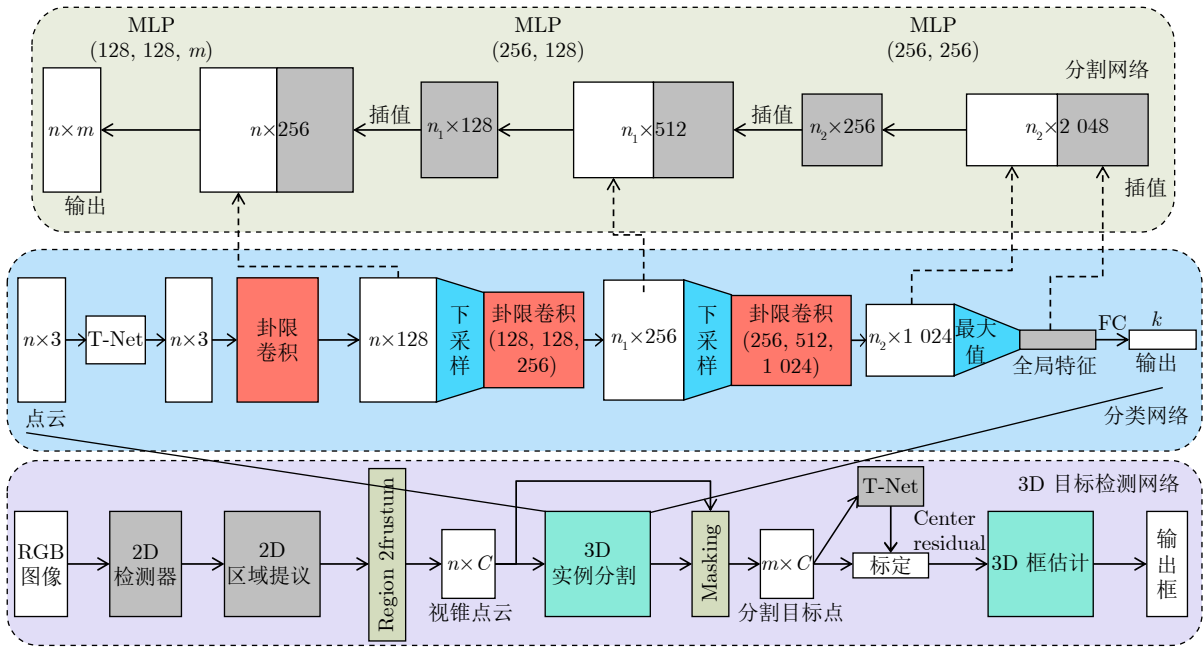 MLP
(128, 128, m)
MLP
(256, 128)
MLP
(256, 256)
分割网络
n×m
n×256
插值
n₁×128
n₁×512
插值
n₂×256
n₂×2 048
输出
插值
n×3
T-Net
n×3
卦限
卷积
n×128
下采样
卦限卷积
(128, 128,
256)
n₁×256
下采样
卦限卷积
(256, 512,
1 024)
n₂×1 024
最大
值
FC
k
全局特征
输出
点云
分类网络
3D 目标检测网络
RGB
图像
2D
检测器
2D
区域提议
Region 2frustum
n×C
视锥点云
3D
实例分割
Masking
m×C
分割目标点
T-Net
Center
residual
标定
3D 框估计
输出框